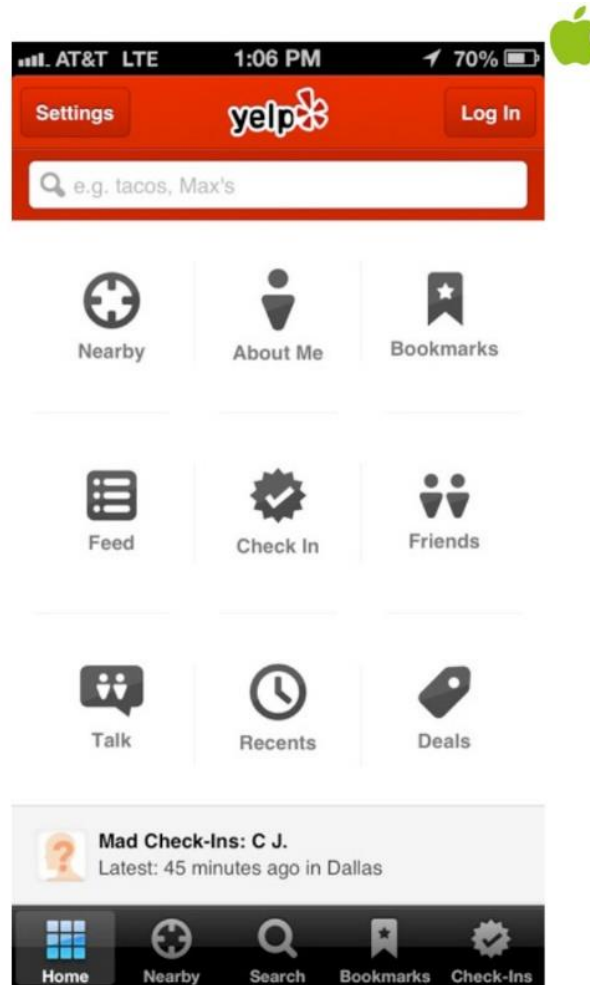 AT&T LTE 1:06 PM 70%
Settings yelp Log In
e.g. tacos, Max's
Nearby About Me Bookmarks
Feed Check In Friends
Talk Recents Deals
Mad Check-Ins: C J.
Latest: 45 minutes ago in Dallas
Home Nearby Search Bookmarks Check-Ins